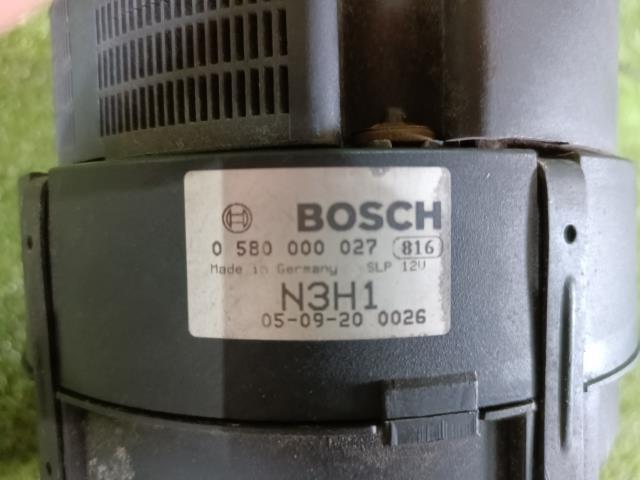 BOSCH
0 580 000 027 816
Made in Germany SLP 12V
N3H1
05-09-20 0026